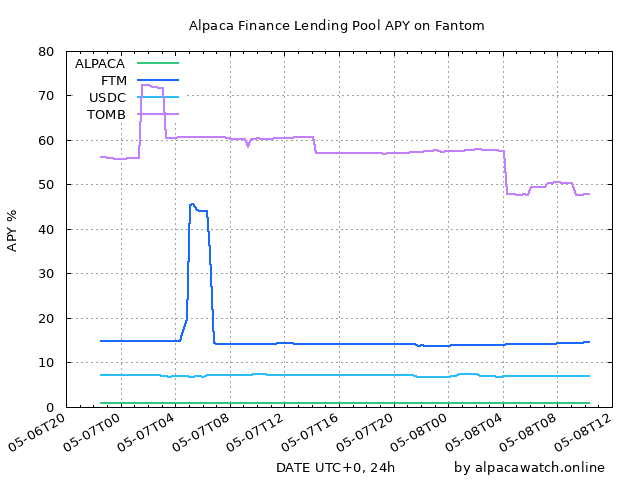 Alpaca Finance Lending Pool APY on Fantom
80
70
60
50
40
30
20
10
0
APY %
ALPACA
FTM
USDC
TOMB
05-06T20
05-07T00
05-07T04
05-07T08
05-07T12
05-07T16
05-07T20
05-08T00
05-08T04
05-08T08
05-08T12
DATE UTC+0, 24h
by alpacawatch.online